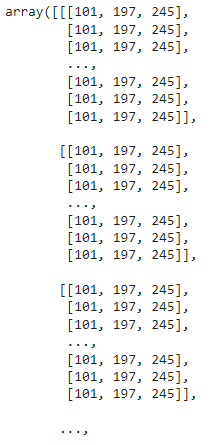 array([[[101, 197, 245],
        [101, 197, 245],
        [101, 197, 245],
        ...,
        [101, 197, 245],
        [101, 197, 245],
        [101, 197, 245]],

       [[101, 197, 245],
        [101, 197, 245],
        [101, 197, 245],
        ...,
        [101, 197, 245],
        [101, 197, 245],
        [101, 197, 245]],

       [[101, 197, 245],
        [101, 197, 245],
        [101, 197, 245],
        ...,
        [101, 197, 245],
        [101, 197, 245],
        [101, 197, 245]],

       ...,